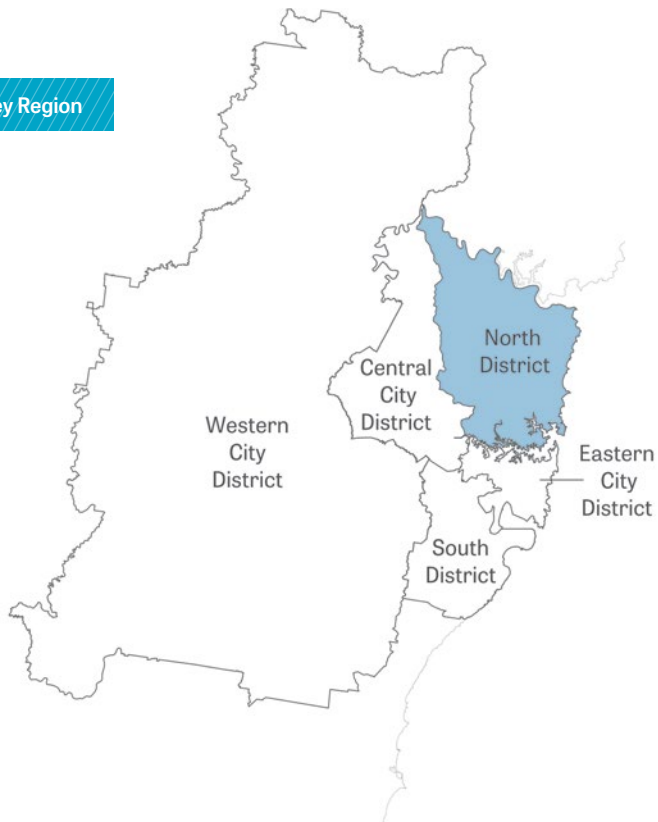 ey Region
North
District
Central
City
District
Western
City
District
Eastern
City
District
South
District